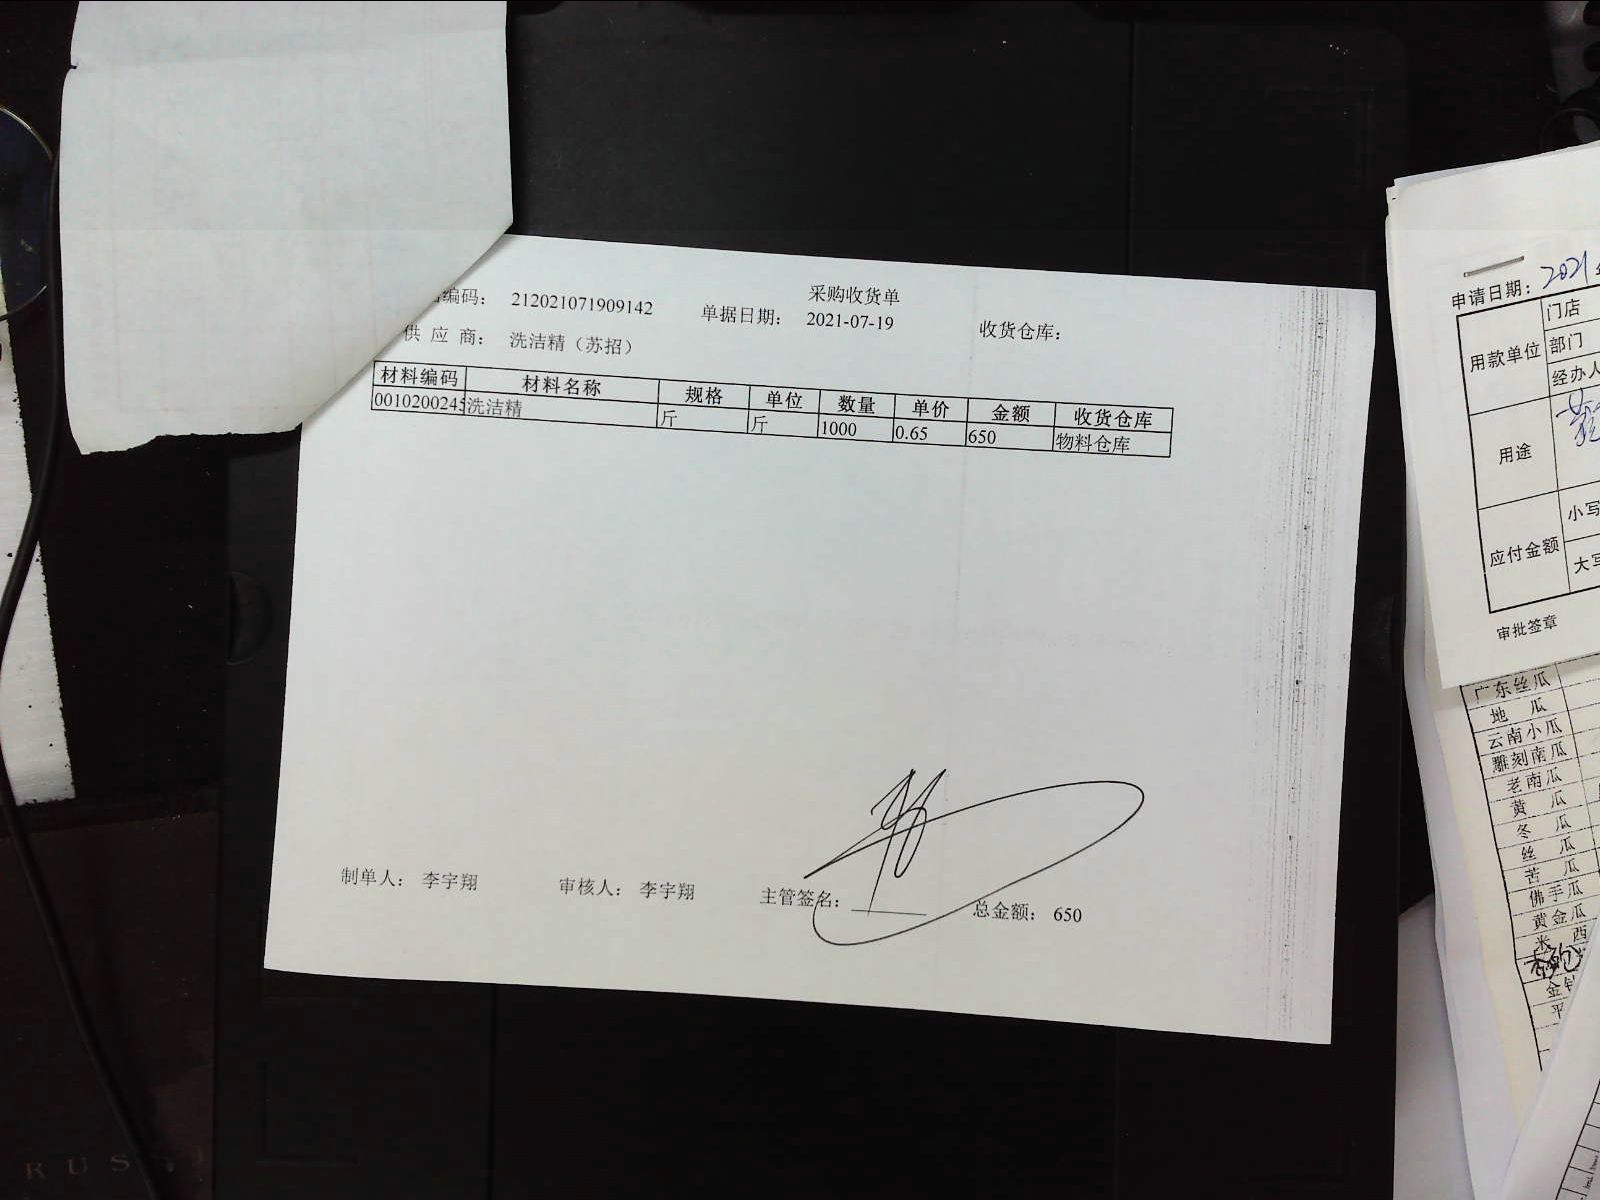 采购收货单
编码： 212021071909142 单据日期： 2021-07-19 收货仓库：
供 应 商： 洗洁精（苏招）
材料编码 材料名称 规格 单位 数量 单价 金额 收货仓库
0010200245 洗洁精 斤 斤 1000 0.65 650 物料仓库
制单人： 李宇翔 审核人： 李宇翔 主管签名： 总金额： 650
申请日期： 2021
用款单位 门店
部门
经办人
用途
应付金额 小写
大写
审批签章
广东丝瓜
地 瓜
云南小瓜
雕刻南瓜
老南瓜
黄 瓜
冬 瓜
丝 瓜
苦 瓜
佛手瓜
黄金瓜
米 西
RUSS